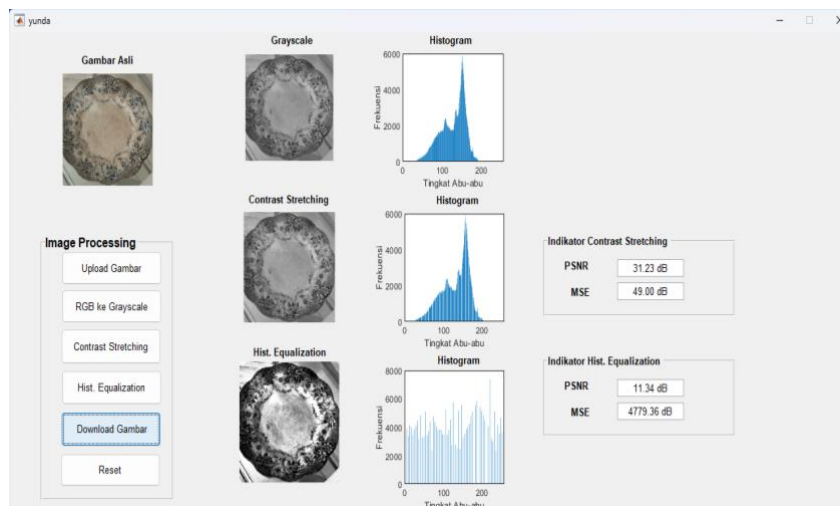 yunda
Gambar Asli
Grayscale
Histogram
Frekuensi
6000
4000
2000
0
0 100 200
Tingkat Abu-abu
Contrast Stretching
Histogram
Frekuensi
6000
4000
2000
0
0 100 200
Tingkat Abu-abu
Hist. Equalization
Histogram
Frekuensi
8000
6000
4000
2000
0
0 100 200
Tingkat Abu-abu
Image Processing
Upload Gambar
RGB ke Grayscale
Contrast Stretching
Hist. Equalization
Download Gambar
Reset
Indikator Contrast Stretching
PSNR 31.23 dB
MSE 49.00 dB
Indikator Hist. Equalization
PSNR 11.34 dB
MSE 4779.36 dB